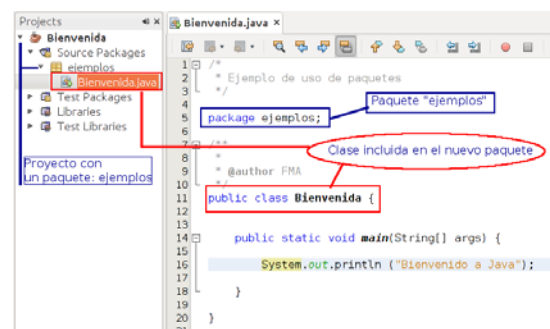 Projects
Bienvenida
Source Packages
ejemplos
Bienvenida.java
Test Packages
Libraries
Test Libraries
Proyecto con
un paquete: ejemplos
Bienvenida.java ×
1 /*
2 * Ejemplo de uso de paquetes
3 */
4
5 package ejemplos;
Paquete "ejemplos"
6
7 /**
Clase incluida en el nuevo paquete
8 *
9 * @author FMA
10 */
11 public class Bienvenida {
12
13
14 public static void main(String[] args) {
15
16 System.out.println ("Bienvenido a Java");
17
18 }
19
20 }